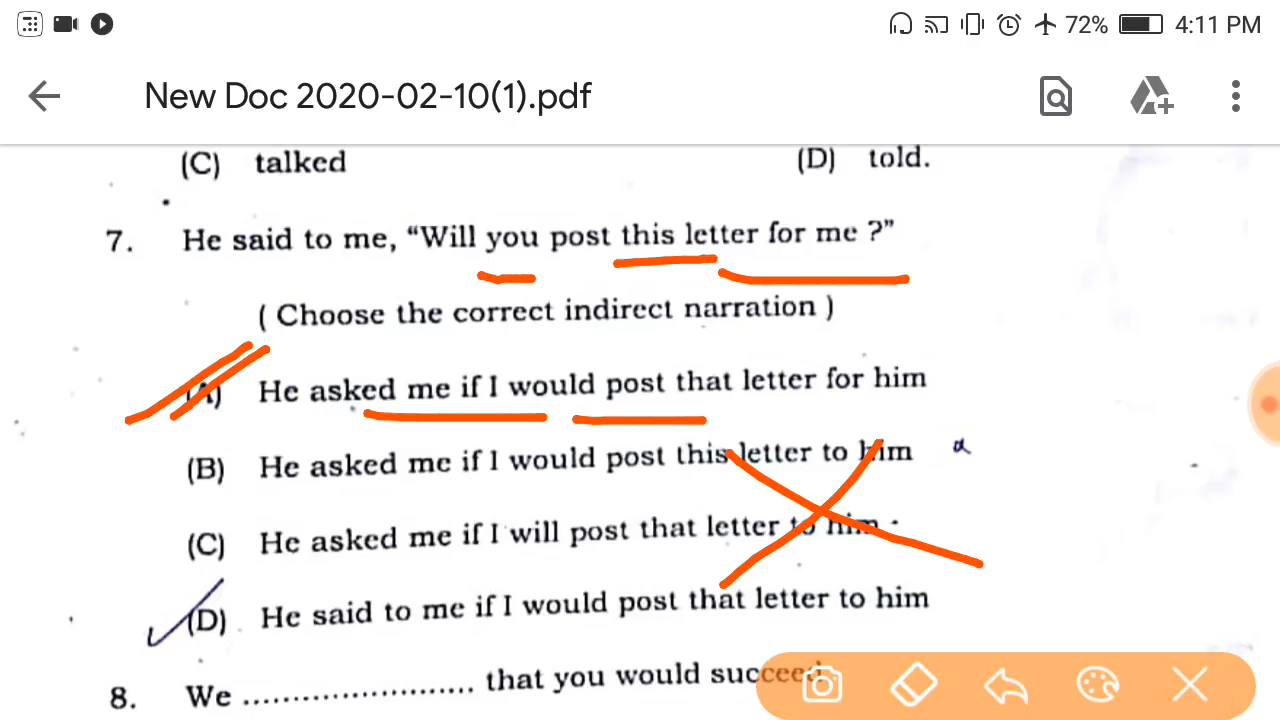 72% 4:11 PM
New Doc 2020-02-10(1).pdf
(C) talked (D) told.
7. He said to me, “Will you post this letter for me ?”
( Choose the correct indirect narration )
(A) He asked me if I would post that letter for him
(B) He asked me if I would post this letter to him
(C) He asked me if I will post that letter to him
(D) He said to me if I would post that letter to him
8. We ........................ that you would succeed